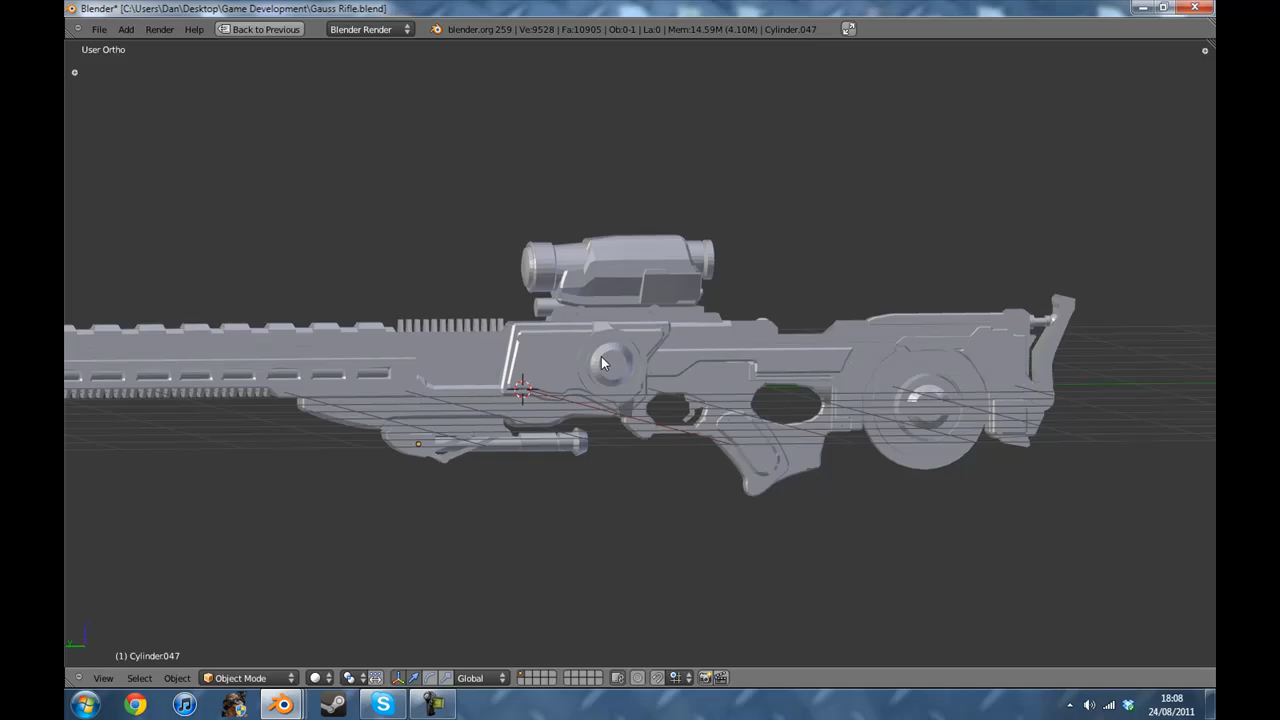 Blender* [C:\Users\Dan\Desktop\Game Development\Gauss Rifle.blend]
File Add Render Help Back to Previous Blender Render blender.org 259 | Ve:9528 | Fa:10905 | Ob:0-1 | La:0 | Mem:14.59M (4.10M) | Cylinder.047
User Ortho
z
y
(1) Cylinder.047
View Select Object Object Mode Global
18:08
24/08/2011